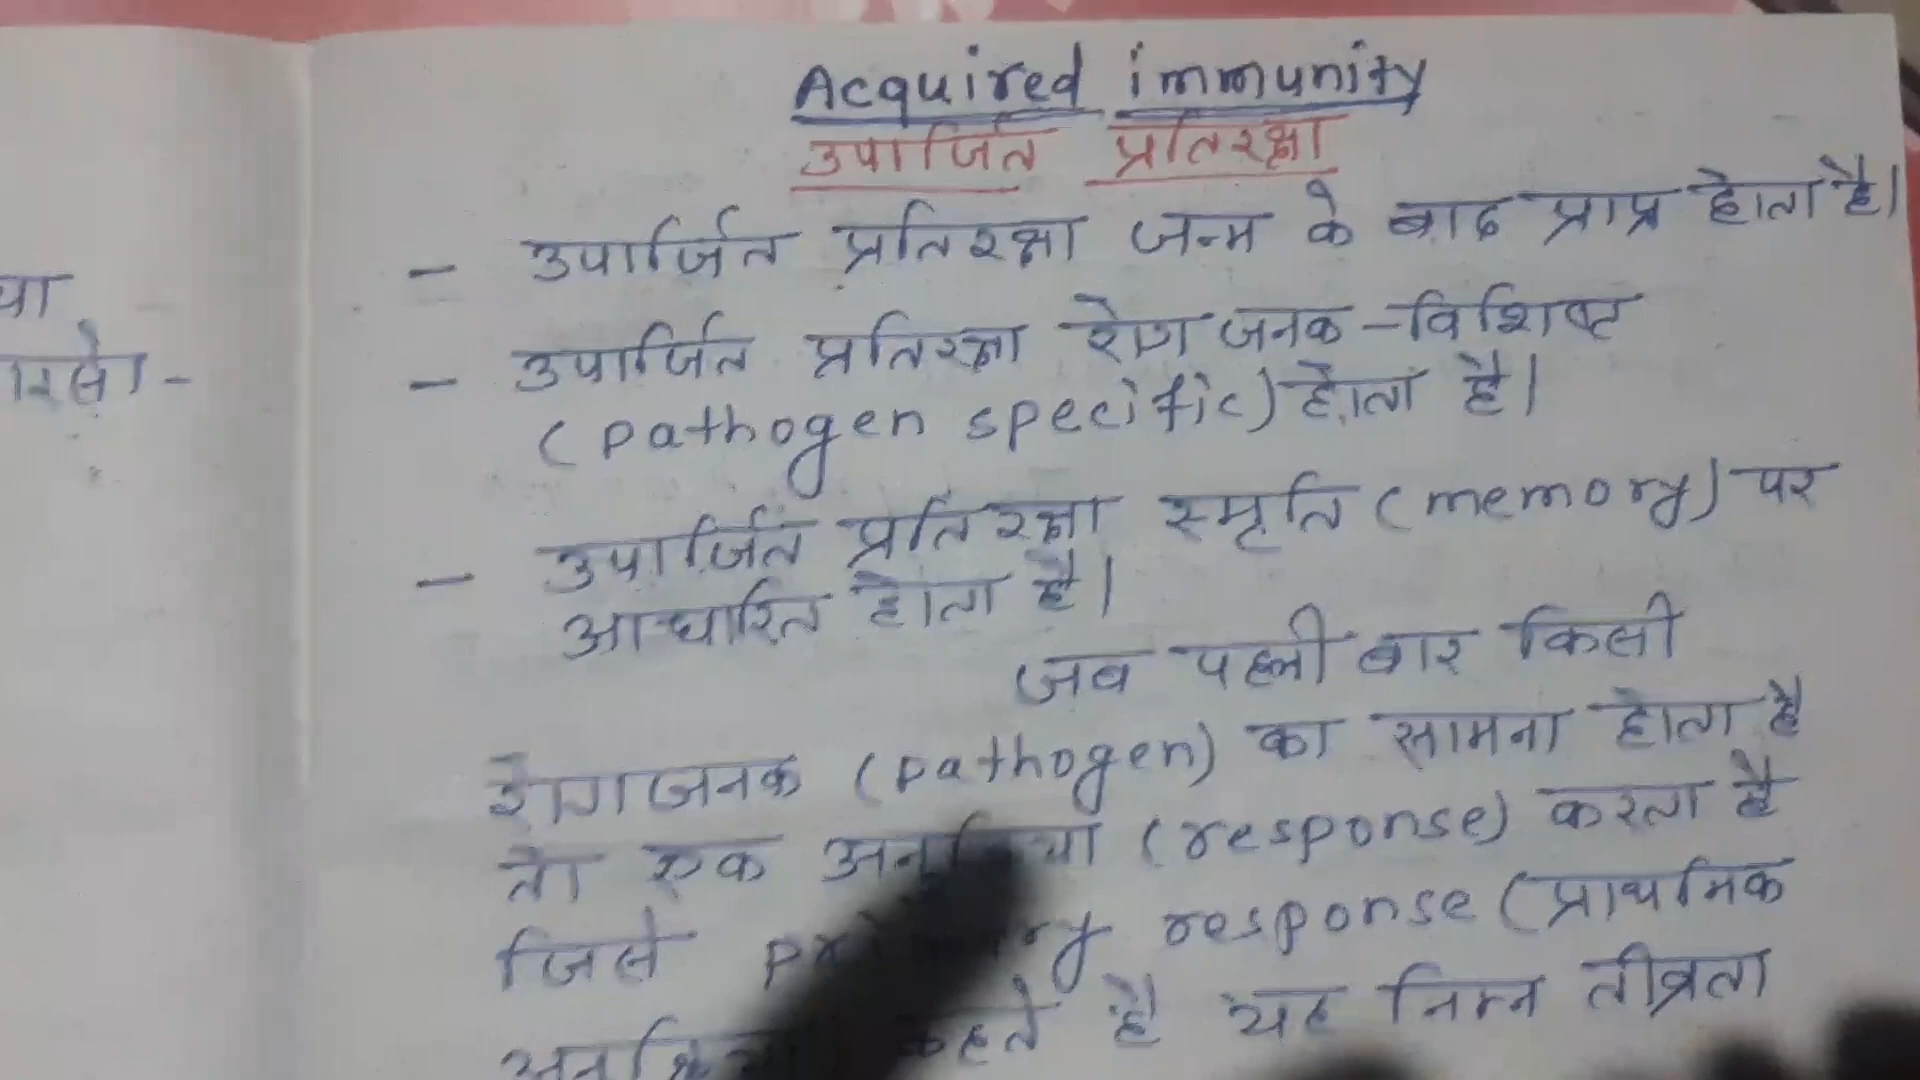 Acquired immunity
उपार्जित प्रतिरक्षा
- उपार्जित प्रतिरक्षा जन्म के बाद प्राप्त होता है।
- उपार्जित प्रतिरक्षा रोगजनक-विशिष्ट
(pathogen specific) होता है।
- उपार्जित प्रतिरक्षा स्मृति (memory) पर
आधारित होता है।
जब पहली बार किसी
रोगजनक (pathogen) का सामना होता है
तो एक (response) करता है
जिसे response (प्राथमिक
कहते है यह निम्न तीव्रता
या